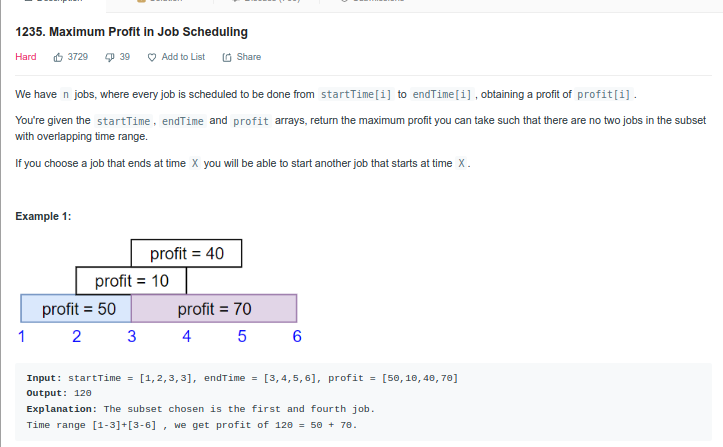 1235. Maximum Profit in Job Scheduling
Hard 3729 39 Add to List Share
We have n jobs, where every job is scheduled to be done from startTime[i] to endTime[i] , obtaining a profit of profit[i] .
You're given the startTime , endTime and profit arrays, return the maximum profit you can take such that there are no two jobs in the subset
with overlapping time range.
If you choose a job that ends at time X you will be able to start another job that starts at time X .
Example 1:
profit = 40
profit = 10
profit = 50 profit = 70
1 2 3 4 5 6
Input: startTime = [1,2,3,3], endTime = [3,4,5,6], profit = [50,10,40,70]
Output: 120
Explanation: The subset chosen is the first and fourth job.
Time range [1-3]+[3-6] , we get profit of 120 = 50 + 70.